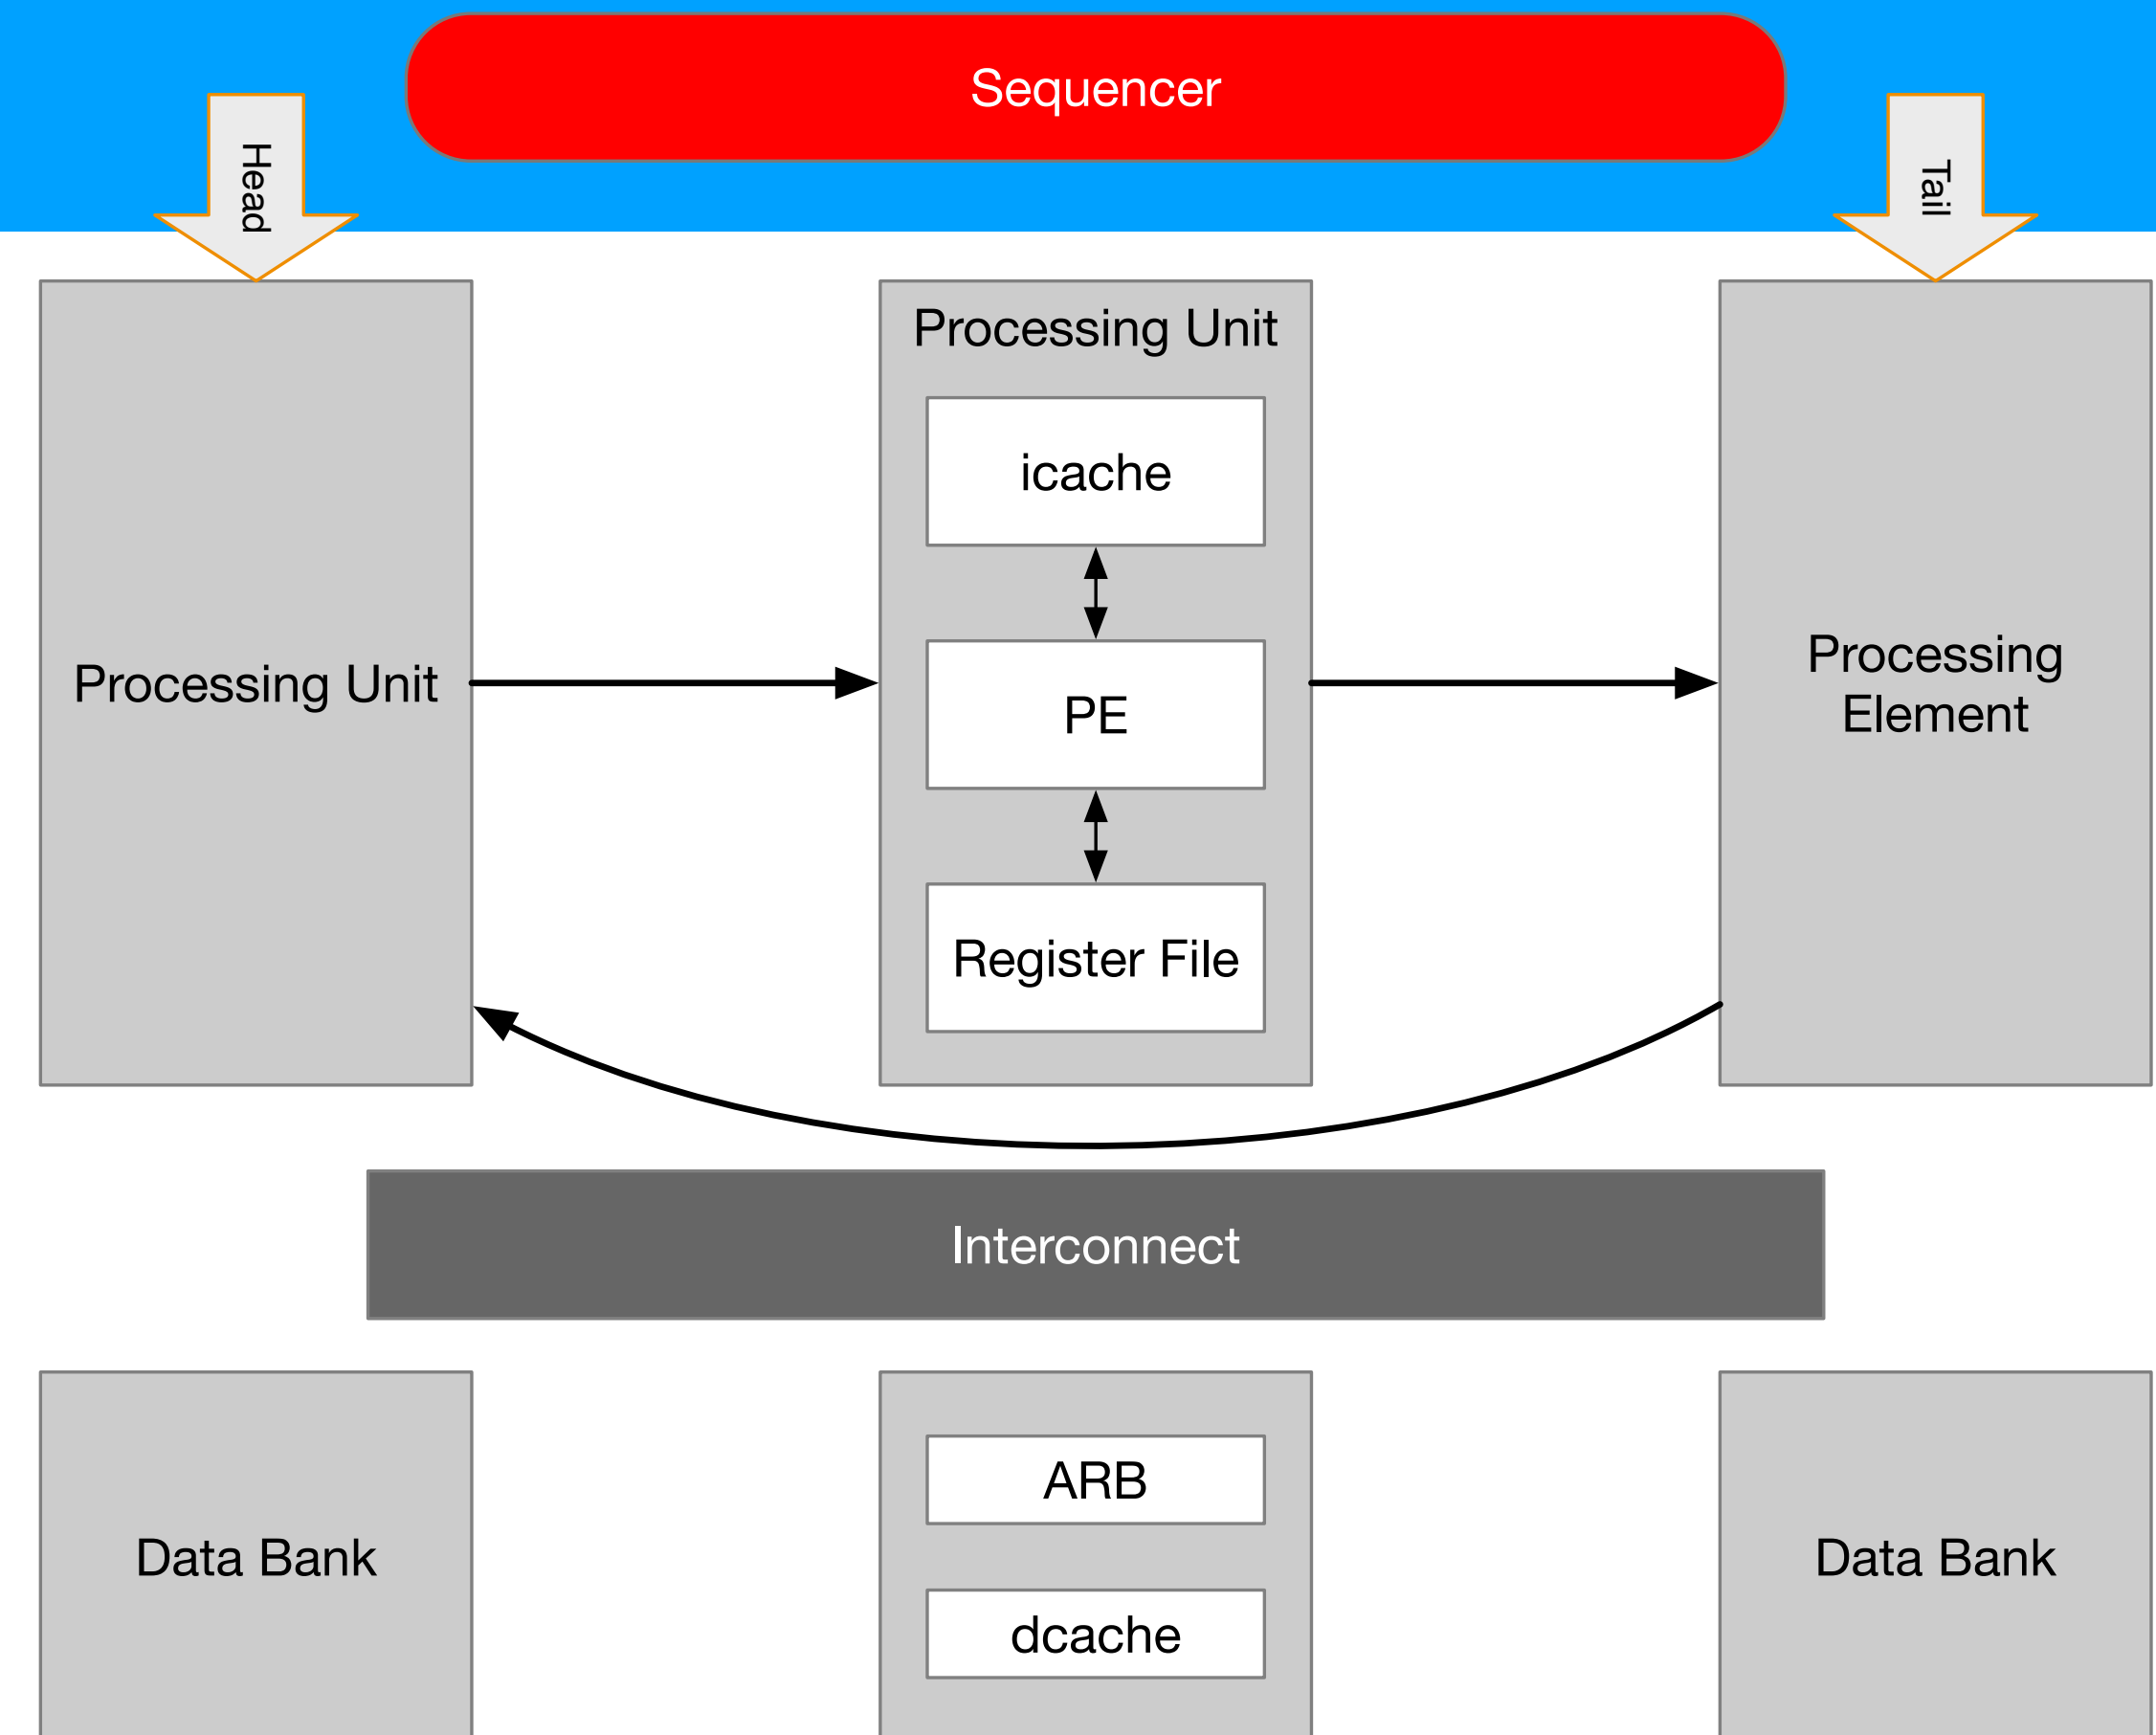 Sequencer
Head
Tail
Processing Unit
icache
Processing Unit
PE
Processing
Element
Register File
Interconnect
ARB
Data Bank
Data Bank
dcache